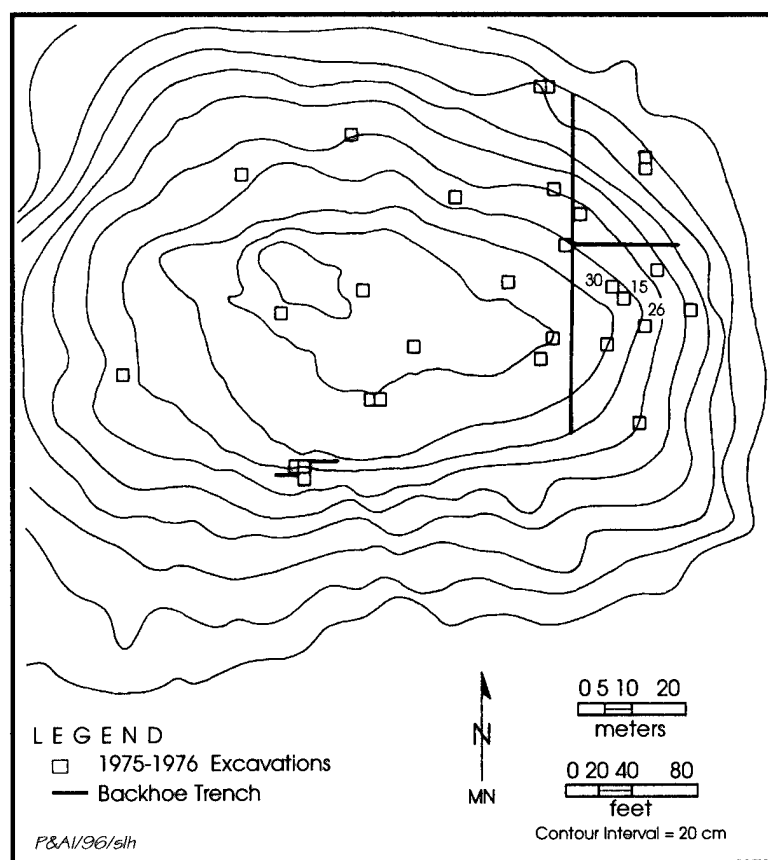 30 15
26
LEGEND
1975-1976 Excavations
Backhoe Trench
P&AI/96/slh
N
MN
0 5 10 20
meters
0 20 40 80
feet
Contour Interval = 20 cm